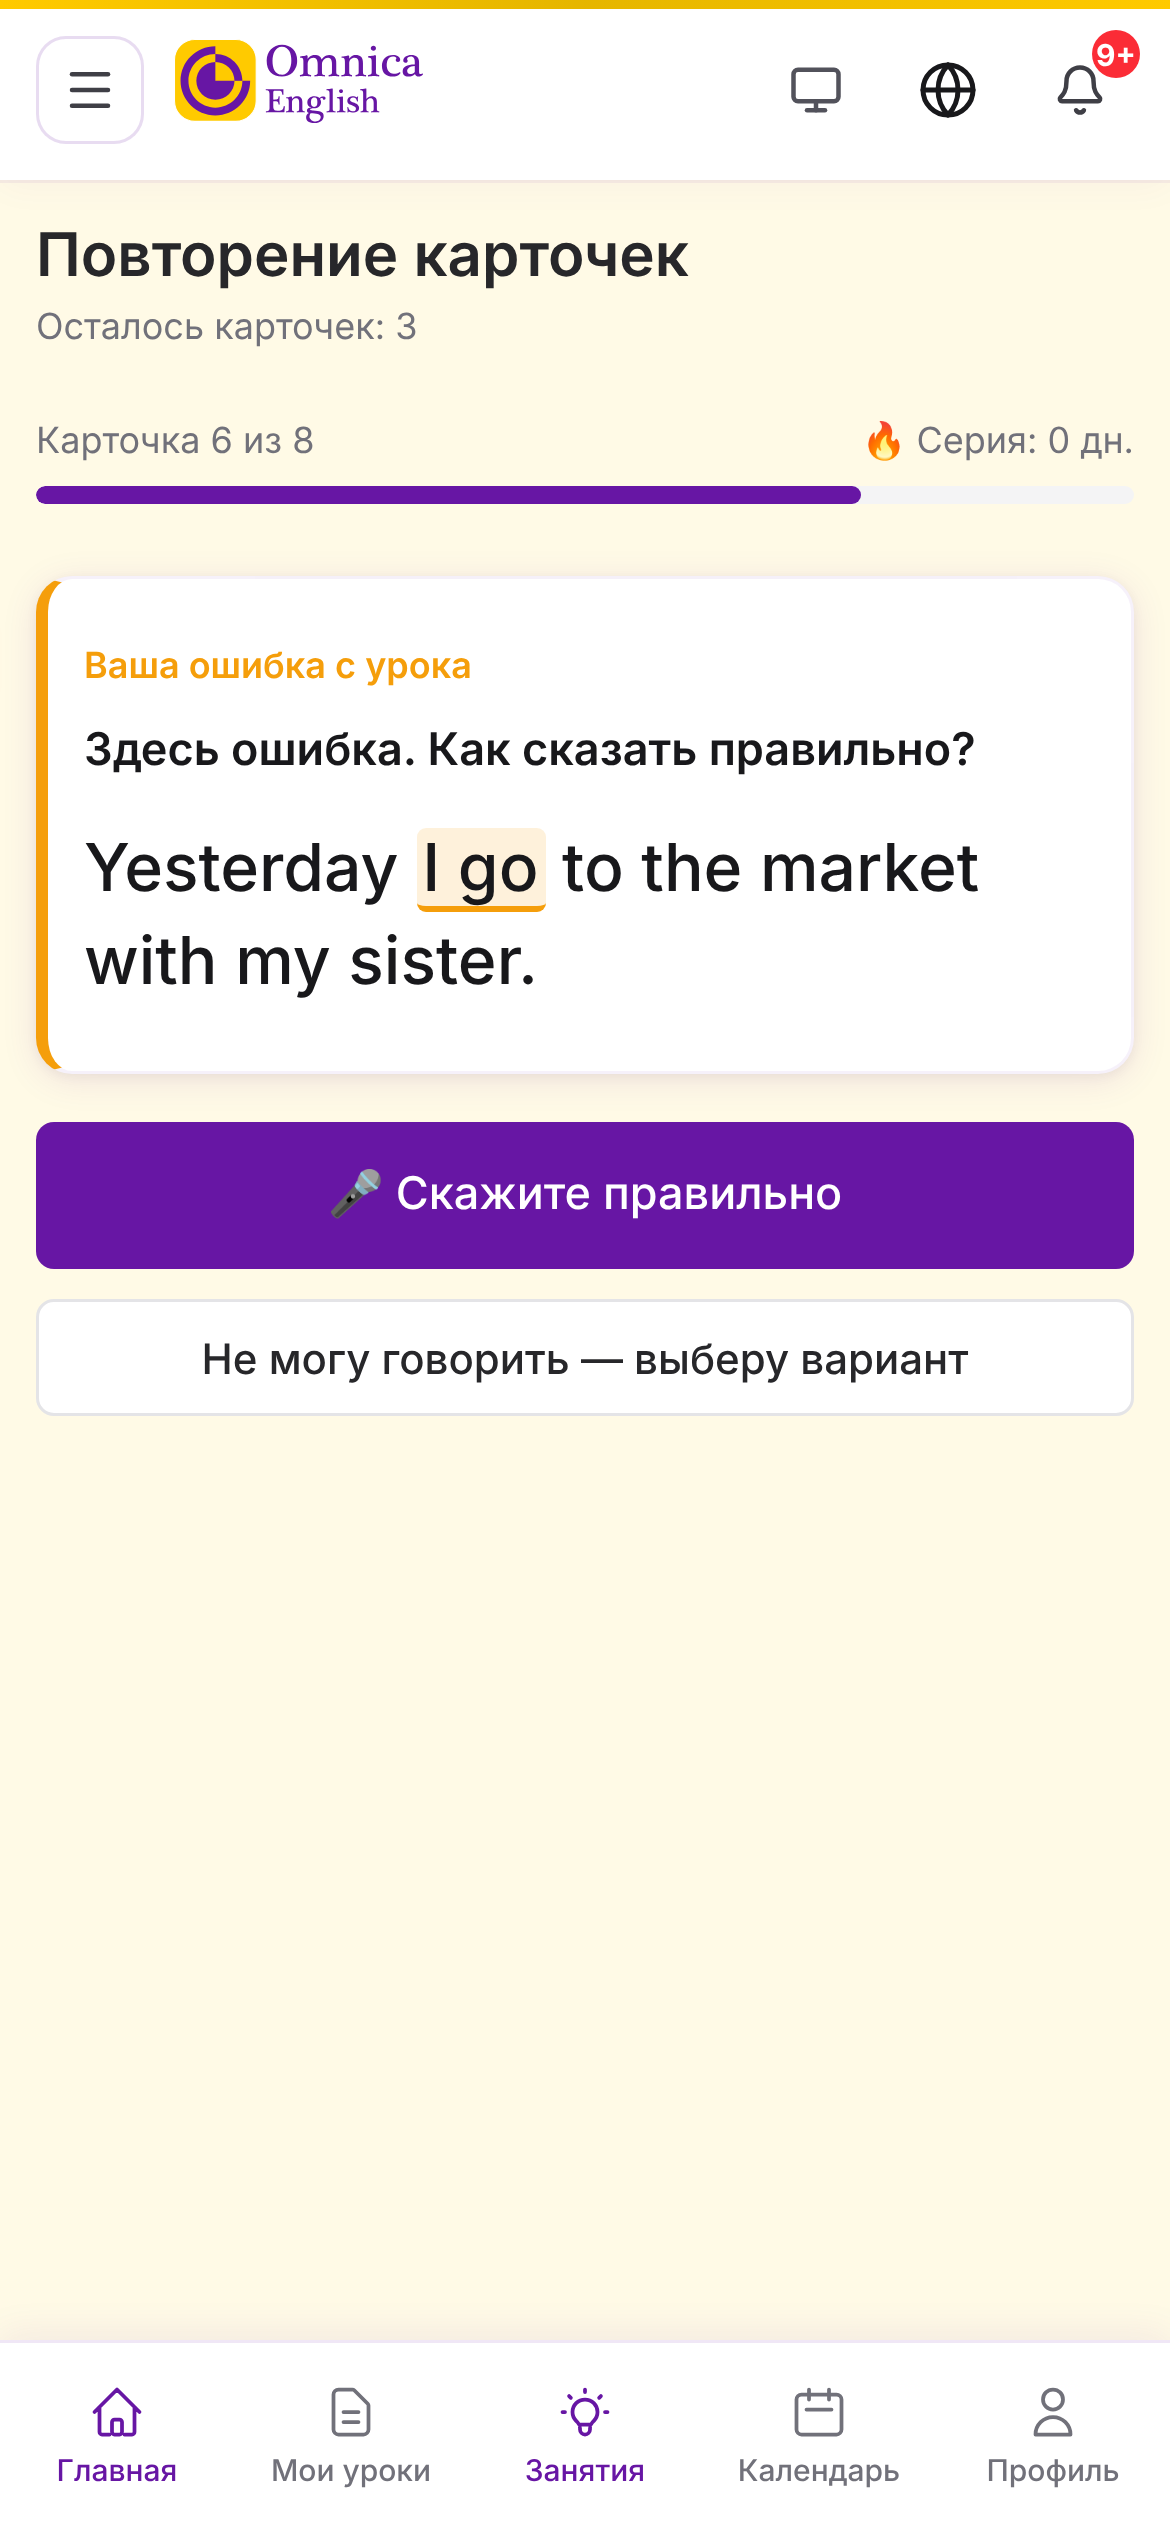 Omnica
English
9+
Повторение карточек
Осталось карточек: 3
Карточка 6 из 8
🔥 Серия: 0 дн.
Ваша ошибка с урока
Здесь ошибка. Как сказать правильно?
Yesterday I go to the market
with my sister.
🎤 Скажите правильно
Не могу говорить — выберу вариант
Главная
Мои уроки
Занятия
Календарь
Профиль